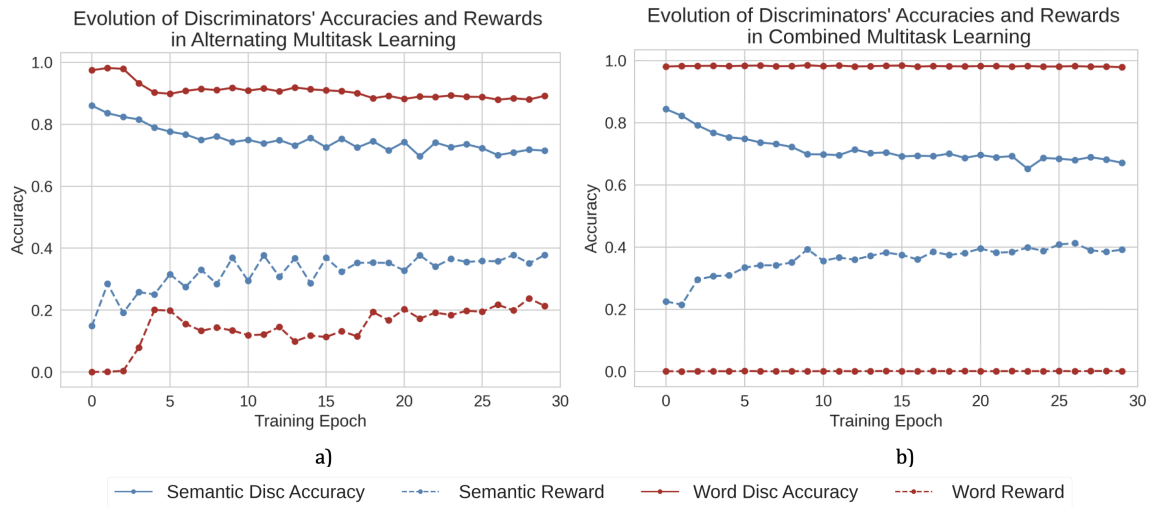 Evolution of Discriminators' Accuracies and Rewards
in Alternating Multitask Learning
1.0
0.8
0.6
0.4
0.2
0.0
Accuracy
0 5 10 15 20 25 30
Training Epoch
a)
Evolution of Discriminators' Accuracies and Rewards
in Combined Multitask Learning
1.0
0.8
0.6
0.4
0.2
0.0
Accuracy
0 5 10 15 20 25 30
Training Epoch
b)
Semantic Disc Accuracy Semantic Reward Word Disc Accuracy Word Reward